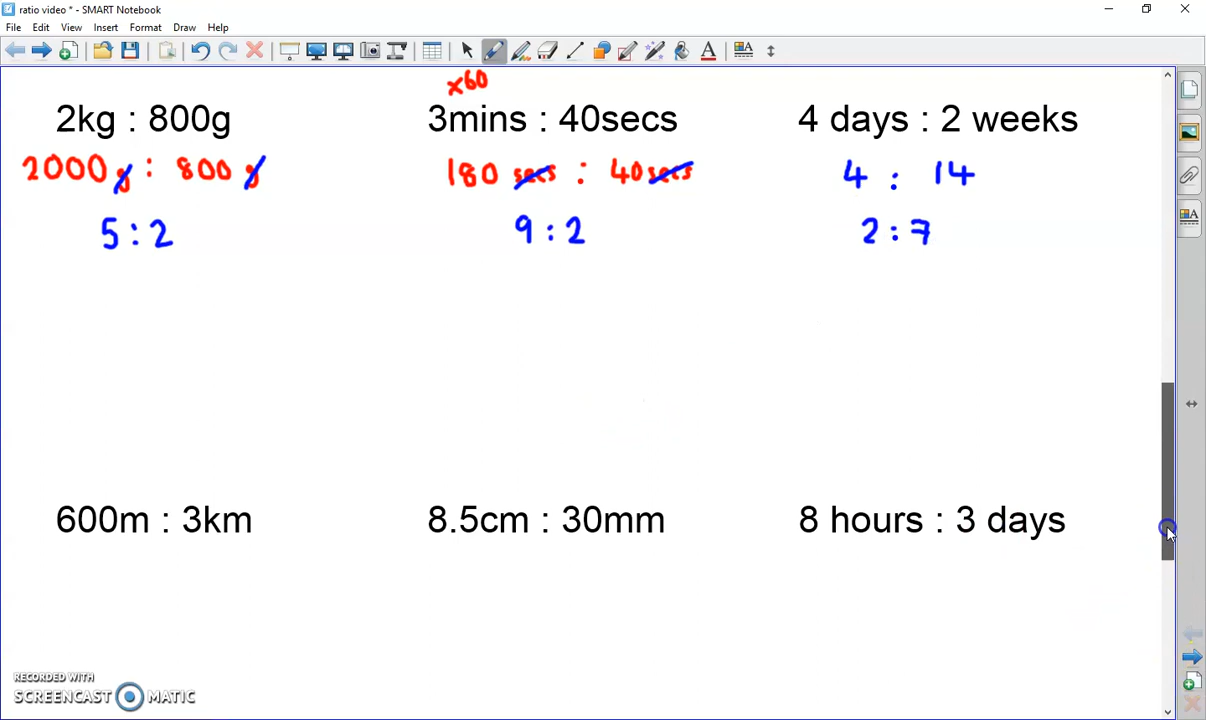 ratio video * - SMART Notebook
File Edit View Insert Format Draw Help
x60
2kg : 800g 3mins : 40secs 4 days : 2 weeks
2000 g : 800 g 180 secs : 40 secs 4 : 14
5 : 2 9 : 2 2 : 7
600m : 3km 8.5cm : 30mm 8 hours : 3 days
RECORDED WITH
SCREENCAST MATIC